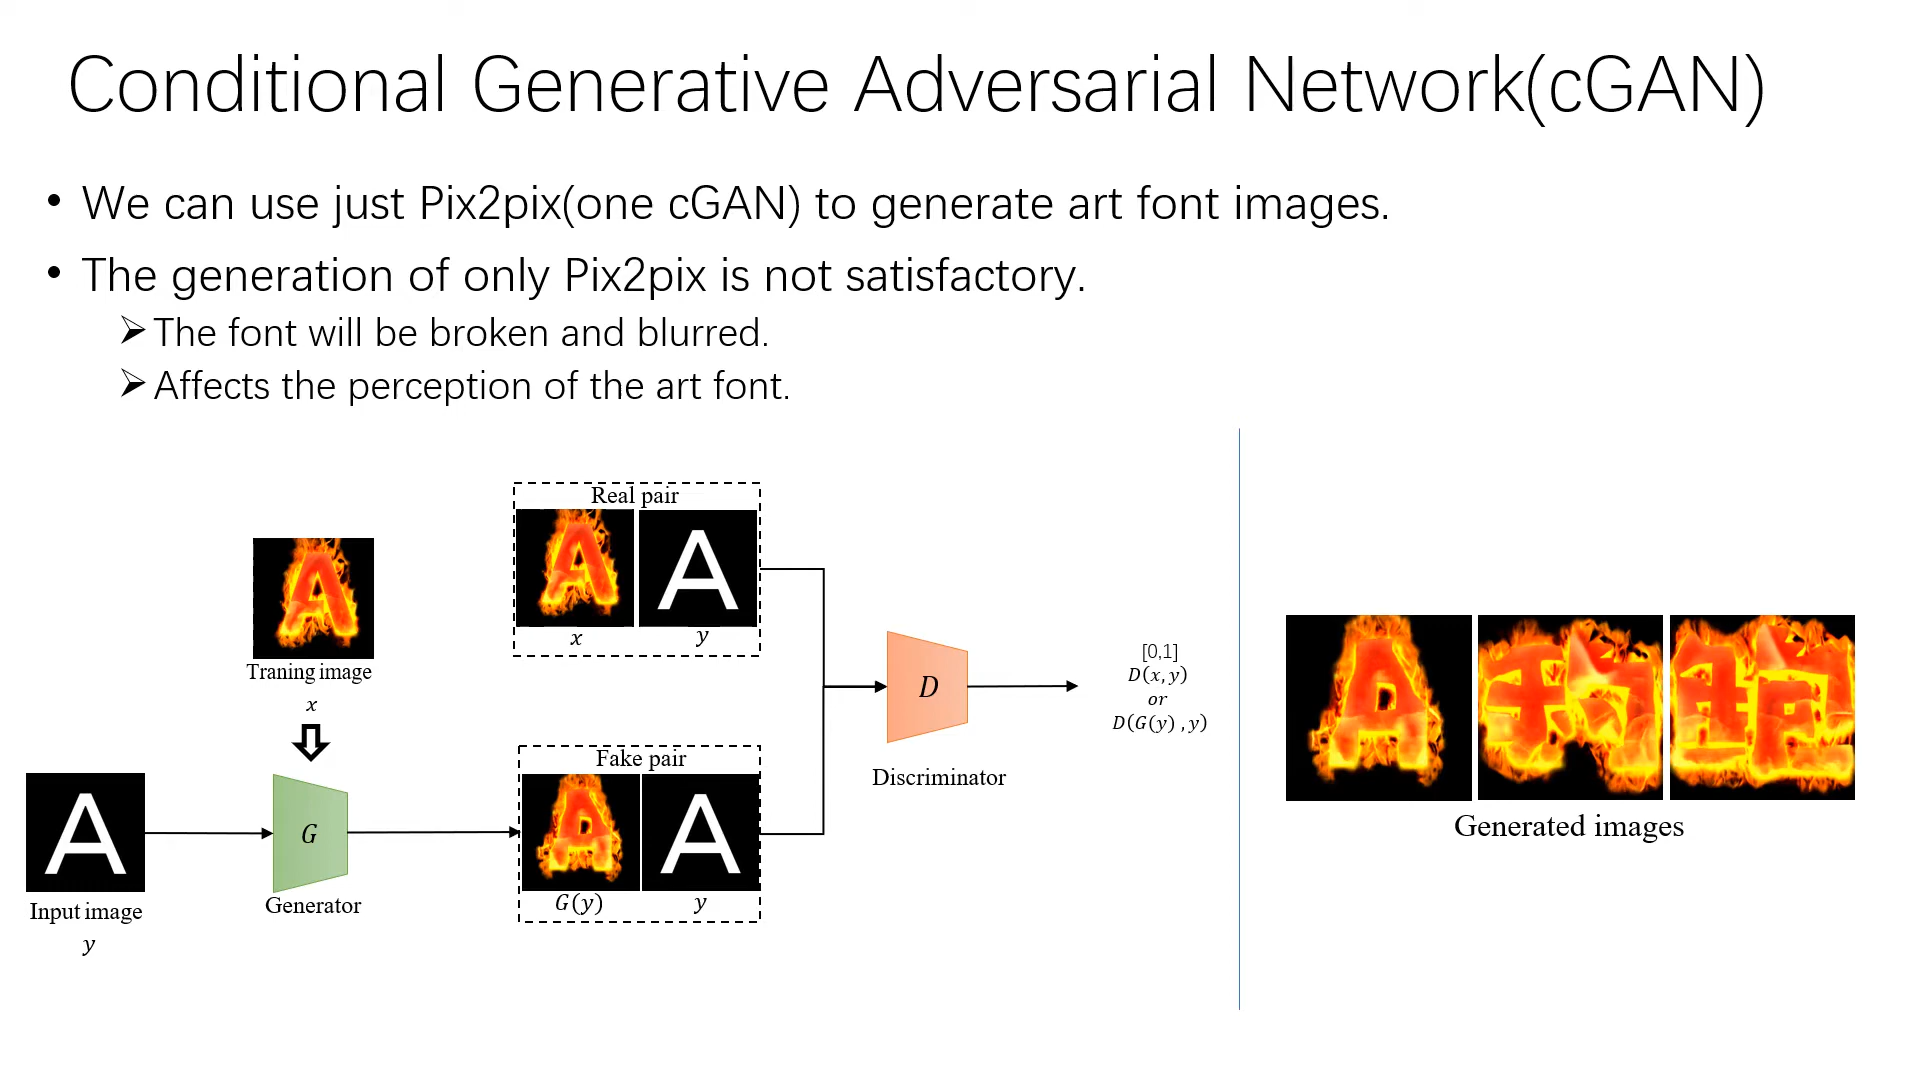 Conditional Generative Adversarial Network(cGAN)
• We can use just Pix2pix(one cGAN) to generate art font images.
• The generation of only Pix2pix is not satisfactory.
➢ The font will be broken and blurred.
➢ Affects the perception of the art font.
Real pair
A A
x y
A
Traning image
x
A
Input image
y
G
Generator
Fake pair
A A
G(y) y
D
Discriminator
[0,1]
D(x,y)
or
D(G(y),y)
A
Generated images